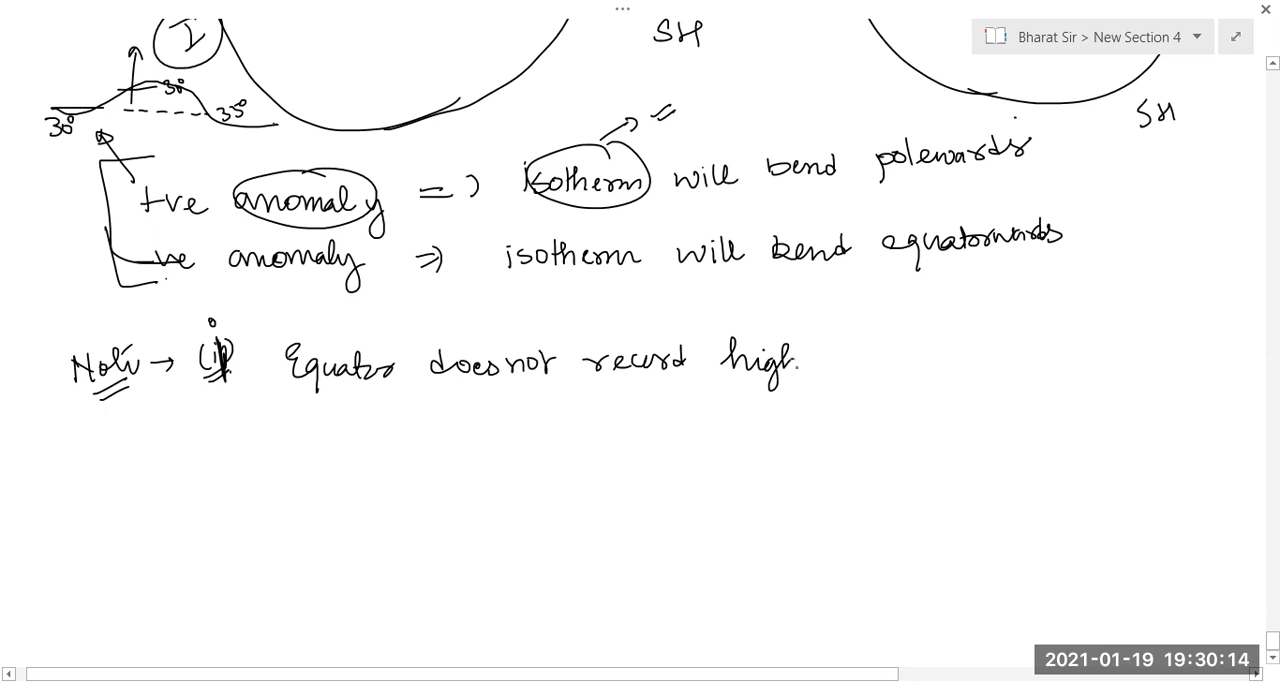 Bharat Sir > New Section 4
I
SH
30°
30°
35°
SH
+ve anomaly => isotherm will bend polewards
-ve anomaly => isotherm will bend equatorwards
Note → (i) Equator does not record high.
2021-01-19 19:30:14